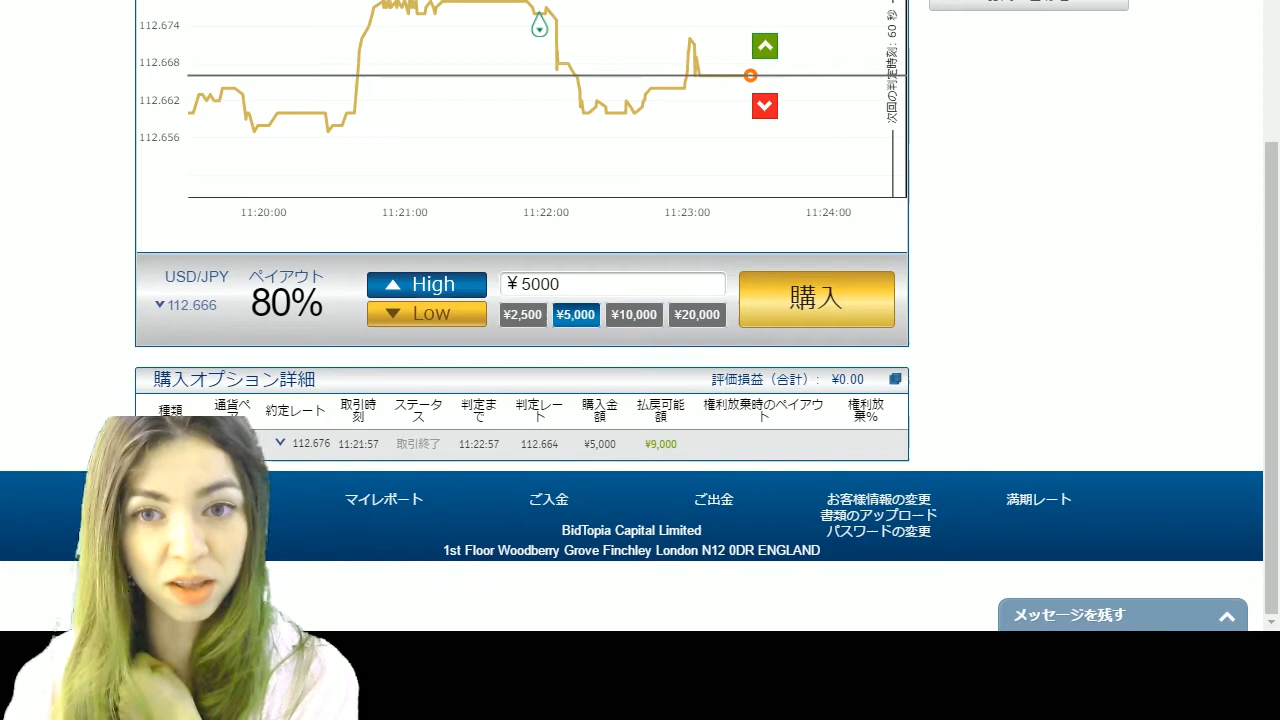 112.674
112.668
112.662
112.656
次回の判定時刻: 60 秒
11:20:00 11:21:00 11:22:00 11:23:00 11:24:00
USD/JPY ペイアウト
112.666 80%
High
Low
¥ 5000
¥2,500 ¥5,000 ¥10,000 ¥20,000
購入
購入オプション詳細 評価損益（合計）: ¥0.00
種類 通貨ペア 約定レート 取引時刻 ステータス 判定まで 判定レート 購入金額 払戻可能額 権利放棄時のペイアウト 権利放棄%
112.676 11:21:57 取引終了 11:22:57 112.664 ¥5,000 ¥9,000
マイレポート ご入金 ご出金 お客様情報の変更 満期レート
書類のアップロード
パスワードの変更
BidTopia Capital Limited
1st Floor Woodberry Grove Finchley London N12 0DR ENGLAND
メッセージを残す